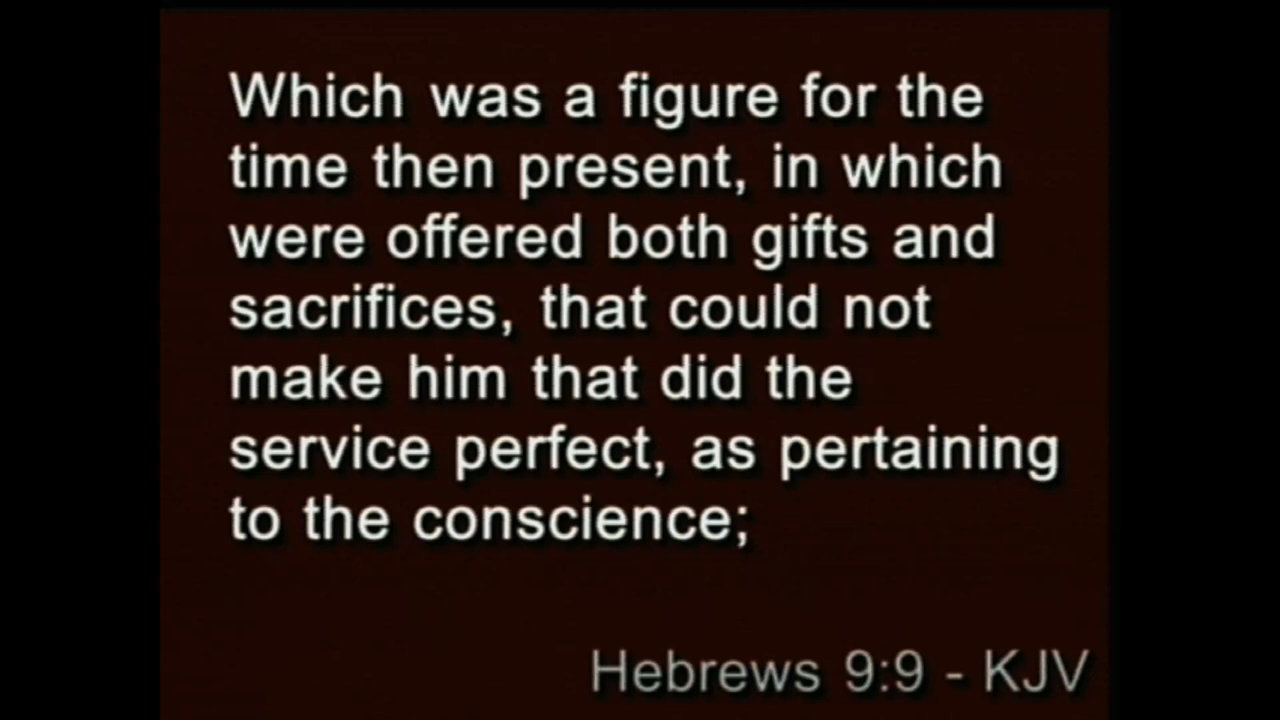 Which was a figure for the
time then present, in which
were offered both gifts and
sacrifices, that could not
make him that did the
service perfect, as pertaining
to the conscience;
Hebrews 9:9 - KJV